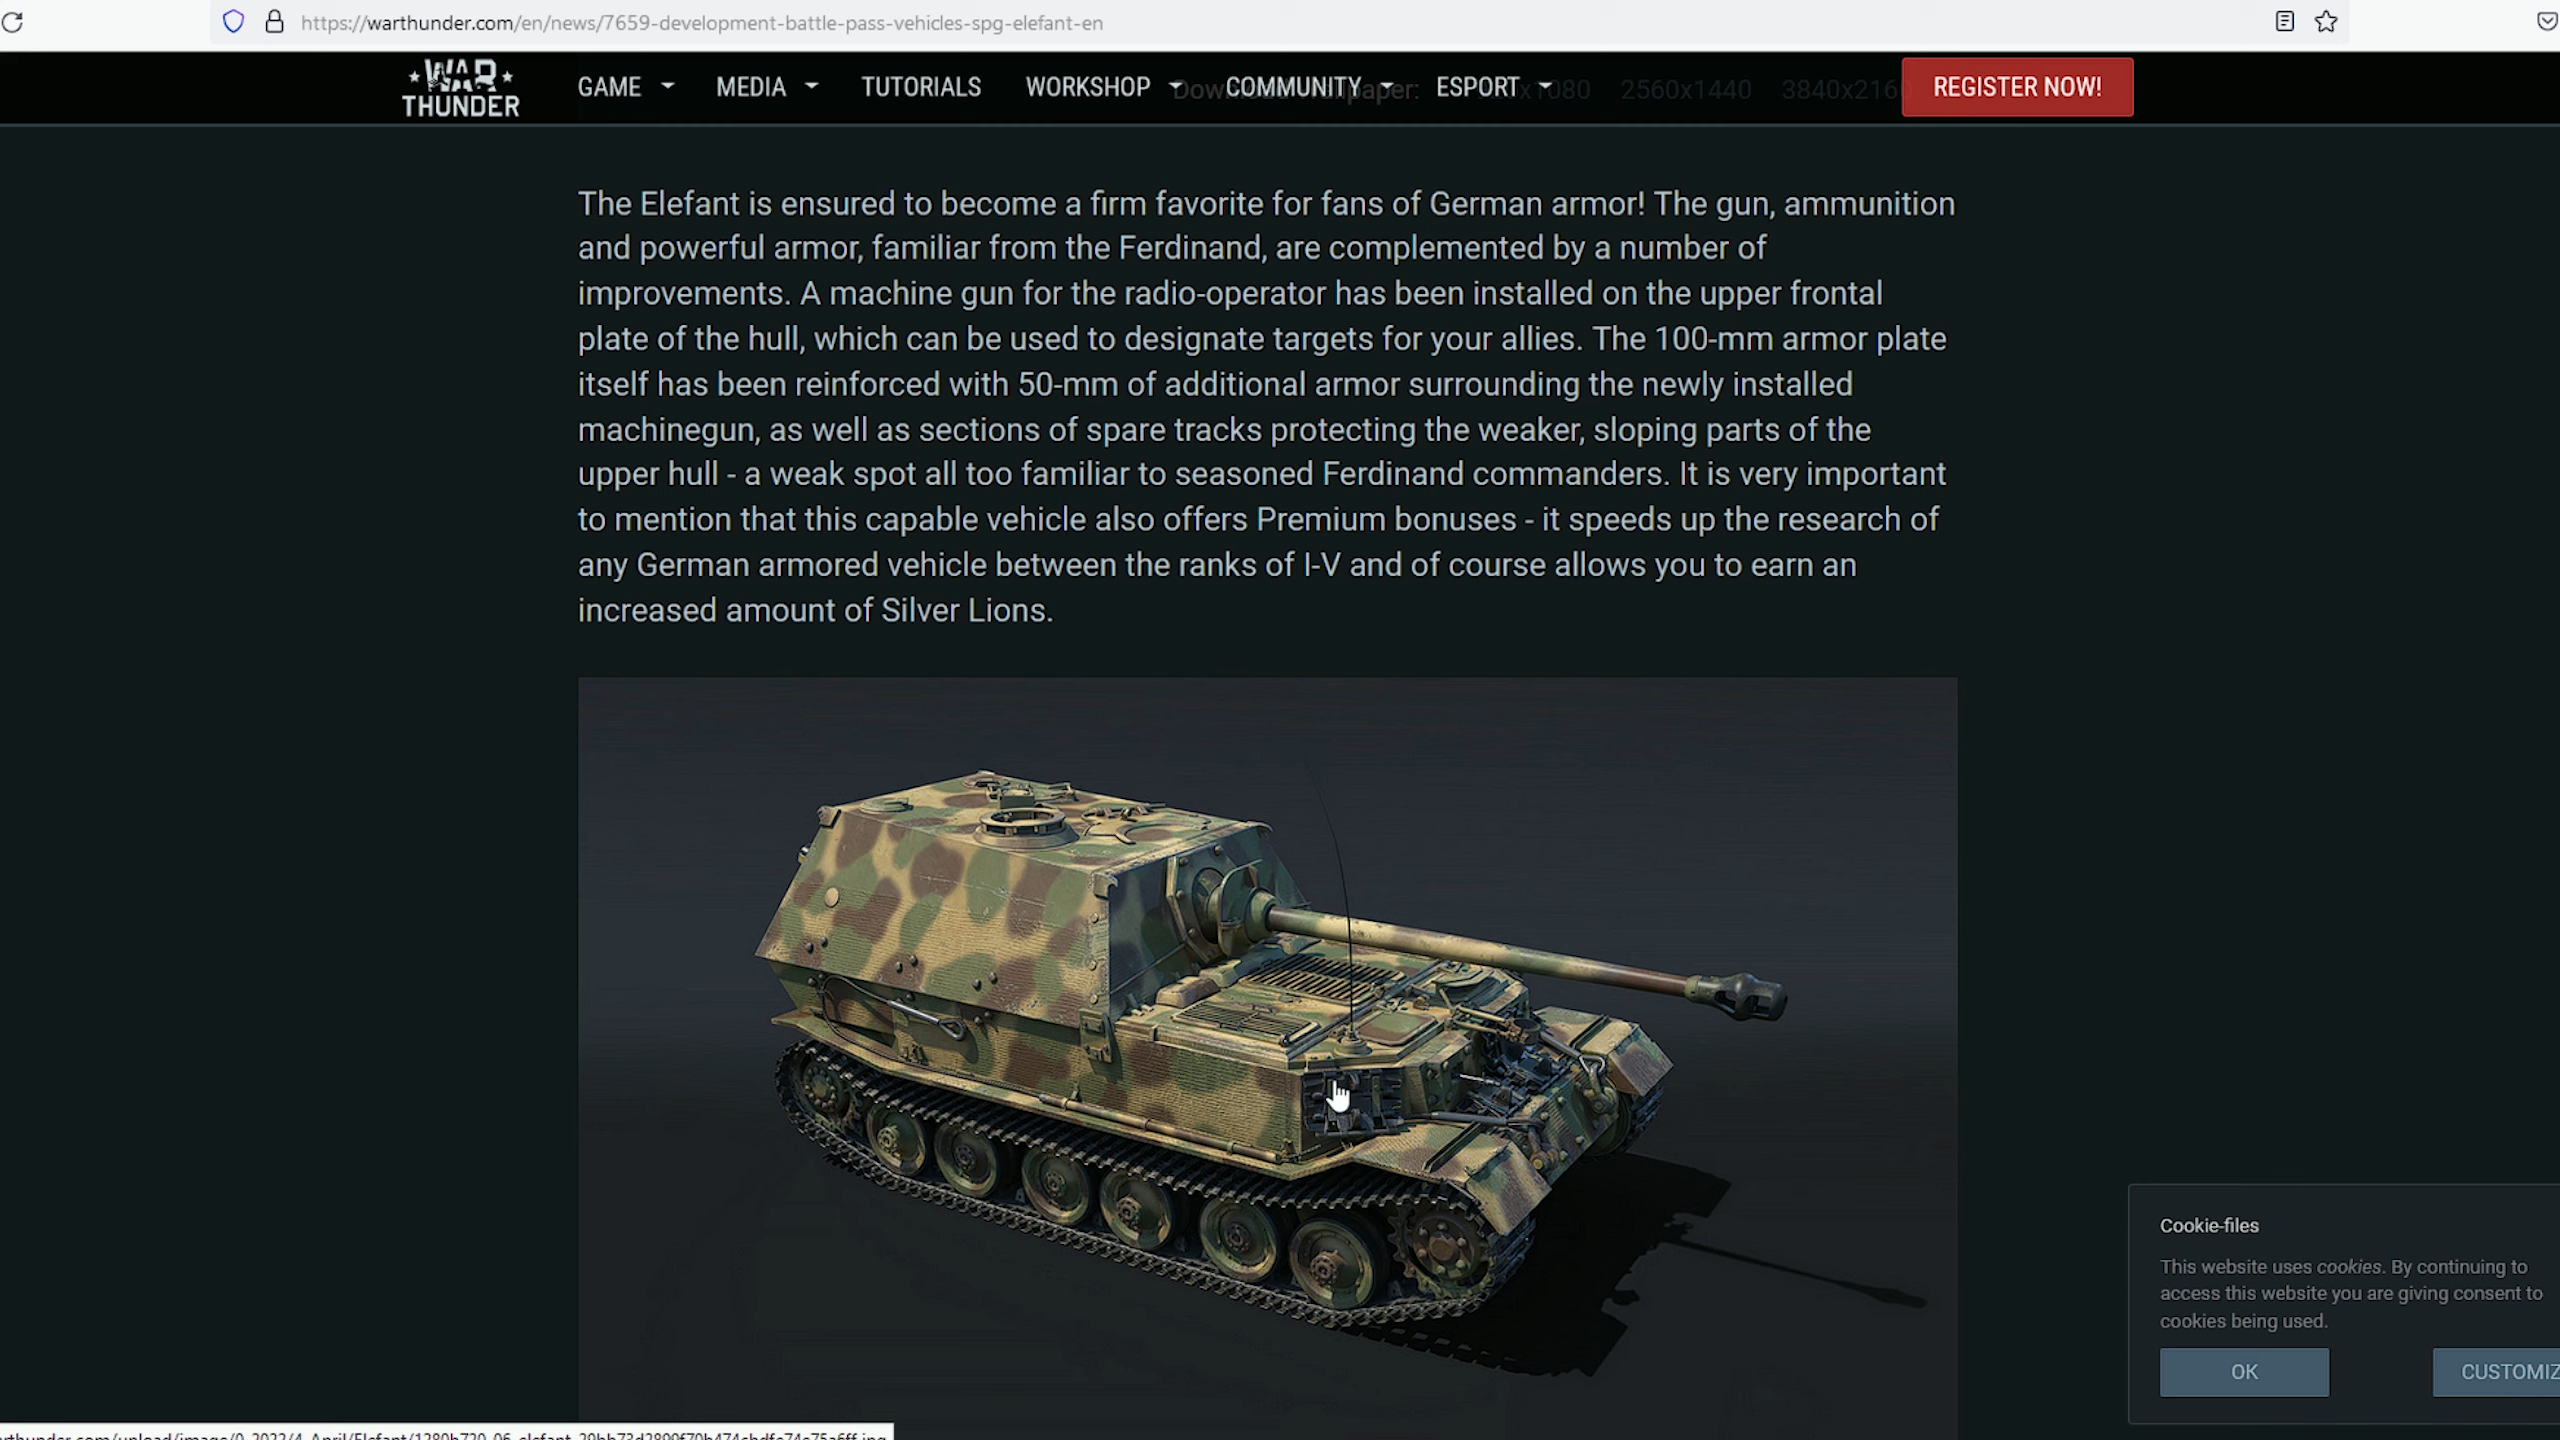 https://warthunder.com/en/news/7659-development-battle-pass-vehicles-spg-elefant-en
WAR
THUNDER
GAME MEDIA TUTORIALS WORKSHOP COMMUNITY ESPORT
2560x1440
REGISTER NOW!
The Elefant is ensured to become a firm favorite for fans of German armor! The gun, ammunition
and powerful armor, familiar from the Ferdinand, are complemented by a number of
improvements. A machine gun for the radio-operator has been installed on the upper frontal
plate of the hull, which can be used to designate targets for your allies. The 100-mm armor plate
itself has been reinforced with 50-mm of additional armor surrounding the newly installed
machinegun, as well as sections of spare tracks protecting the weaker, sloping parts of the
upper hull - a weak spot all too familiar to seasoned Ferdinand commanders. It is very important
to mention that this capable vehicle also offers Premium bonuses - it speeds up the research of
any German armored vehicle between the ranks of I-V and of course allows you to earn an
increased amount of Silver Lions.
Cookie-files
This website uses cookies. By continuing to
access this website you are giving consent to
cookies being used.
OK
CUSTOMIZ